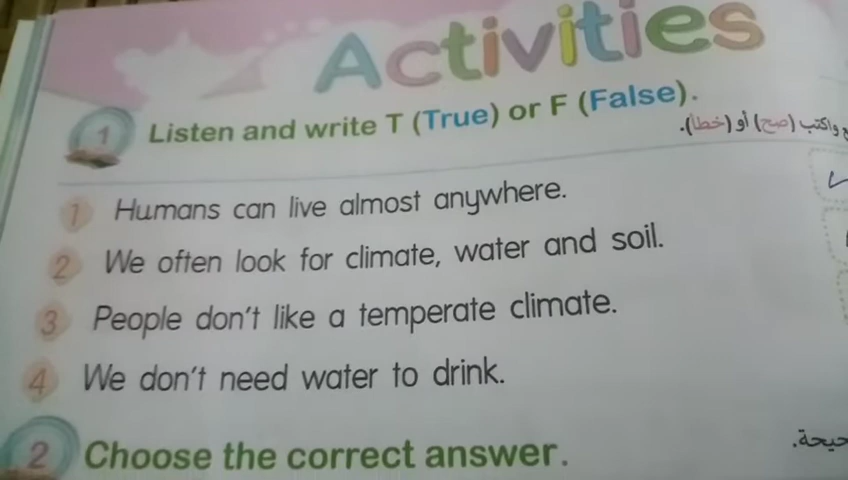 Activities
1 Listen and write T (True) or F (False).
واكتب (صح) أو (خطأ).
1 Humans can live almost anywhere.
2 We often look for climate, water and soil.
3 People don't like a temperate climate.
4 We don't need water to drink.
2 Choose the correct answer.